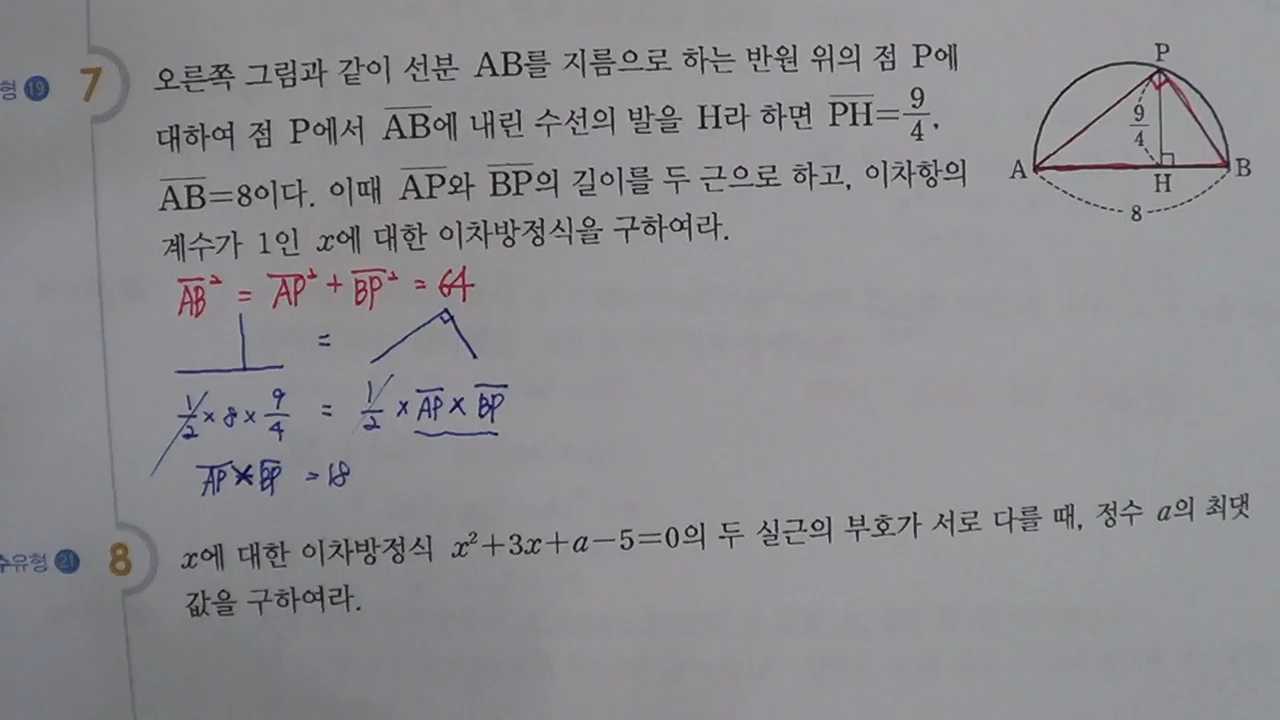 형 19 7 오른쪽 그림과 같이 선분 AB를 지름으로 하는 반원 위의 점 P에
대하여 점 P에서 AB에 내린 수선의 발을 H라 하면 PH=9/4,
AB=8이다. 이때 AP와 BP의 길이를 두 근으로 하고, 이차항의
계수가 1인 x에 대한 이차방정식을 구하여라.
P
9/4
A
H
B
8
AB² = AP² + BP² = 64
=
1/2 × 8 × 9/4 = 1/2 × AP × BP
AP × BP = 18
수유형 21 8 x에 대한 이차방정식 x²+3x+a-5=0의 두 실근의 부호가 서로 다를 때, 정수 a의 최댓
값을 구하여라.